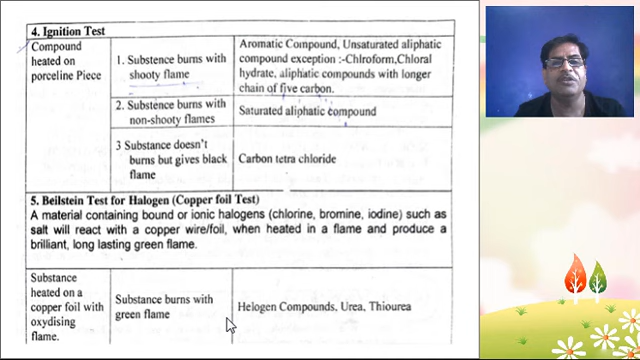 4. Ignition Test
Compound
heated on
porceline Piece
1. Substence burns with
shooty flame
Aromatic Compound, Unsaturated aliphatic
compound exception :-Chlroform,Chloral
hydrate, aliphatic compounds with longer
chain of five carbon.
2. Substence burns with
non-shooty flames
Saturated aliphatic compound
3 Substance doesn't
burns but gives black
flame
Carbon tetra chloride
5. Beilstein Test for Halogen (Copper foil Test)
A material containing bound or ionic halogens (chlorine, bromine, iodine) such as
salt will react with a copper wire/foil, when heated in a flame and produce a
brilliant, long lasting green flame.
Substance
heated on a
copper foil with
oxydising
flame.
Substance burns with
green flame
Helogen Compounds, Urea, Thiourea